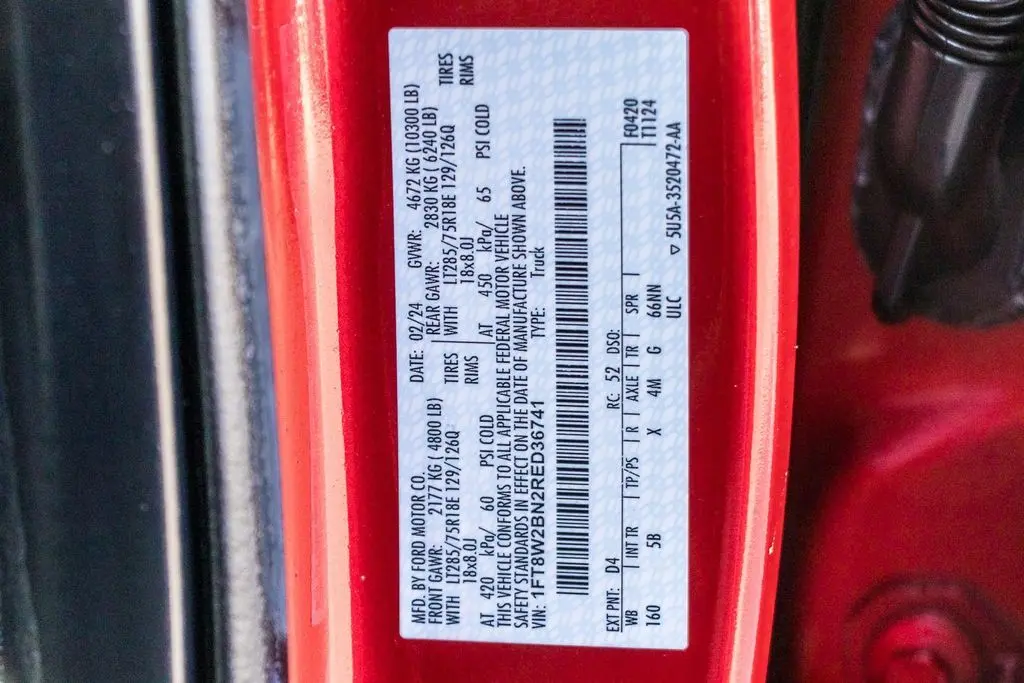 MFD. BY FORD MOTOR CO. DATE: 02/24 GVWR: 4672 KG (10300 LB)
FRONT GAWR: 2177 KG ( 4800 LB) REAR GAWR: 2830 KG ( 6240 LB)
WITH LT285/75R18E 129/126Q TIRES WITH LT285/75R18E 129/126Q TIRES
18x8.0J RIMS 18x8.0J RIMS
AT 420 kPa/ 60 PSI COLD AT 450 kPa/ 65 PSI COLD
THIS VEHICLE CONFORMS TO ALL APPLICABLE FEDERAL MOTOR VEHICLE
SAFETY STANDARDS IN EFFECT ON THE DATE OF MANUFACTURE SHOWN ABOVE.
VIN: 1FT8W2BN2RED36741 TYPE: Truck
EXT PNT: D4 RC: 52 DSO: F0420
WB INT TR TP/PS R AXLE TR SPR T1124
160 5B X 4M G 66NN
ULC ▽ 5U5A-3520472-AA